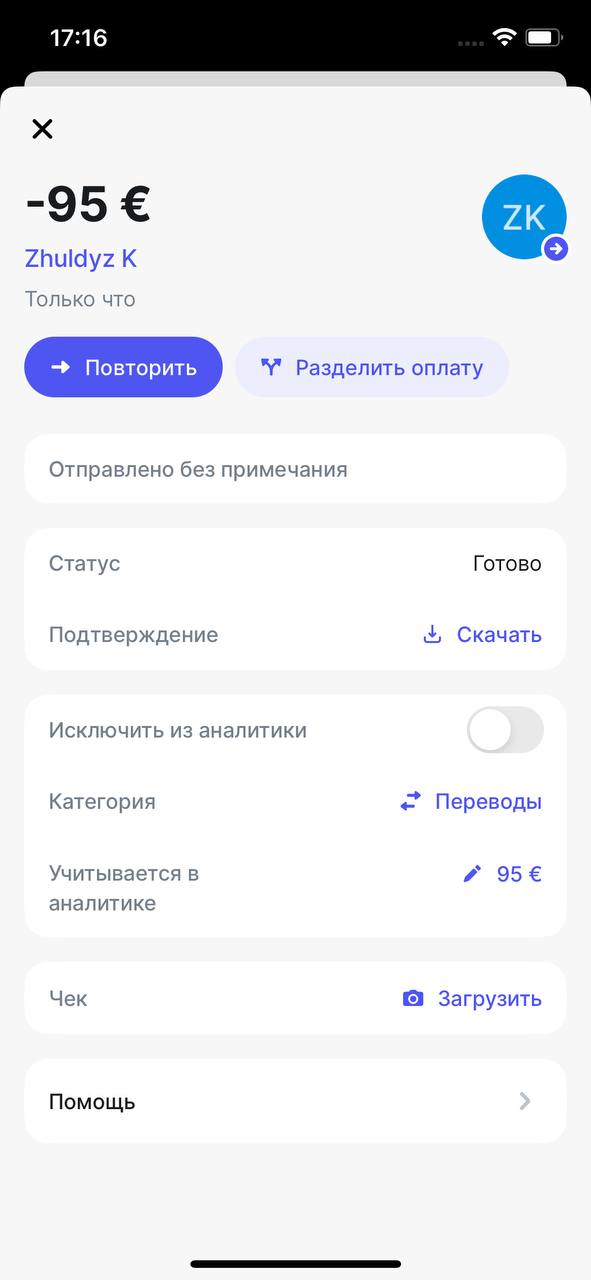 17:16
-95 €
ZK
Zhuldyz K
Только что
Повторить
Разделить оплату
Отправлено без примечания
Статус
Готово
Подтверждение
Скачать
Исключить из аналитики
Категория
Переводы
Учитывается в
аналитике
95 €
Чек
Загрузить
Помощь